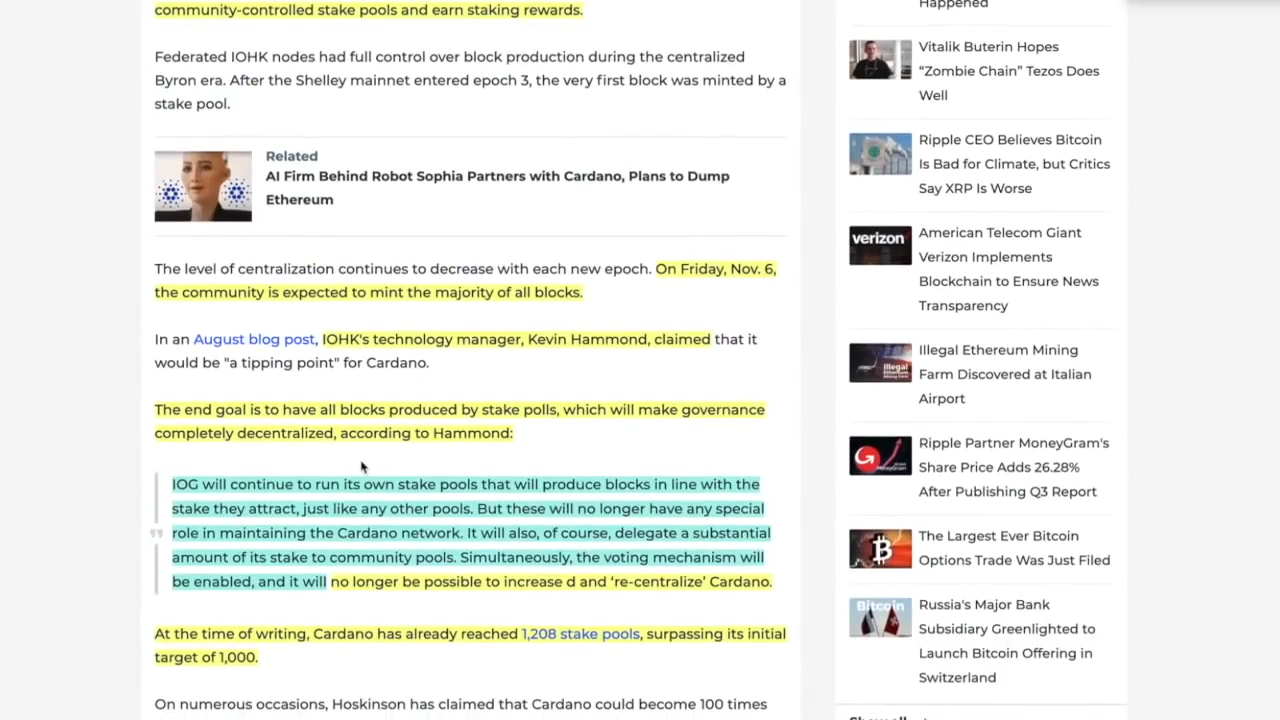 community-controlled stake pools and earn staking rewards.
Federated IOHK nodes had full control over block production during the centralized
Byron era. After the Shelley mainnet entered epoch 3, the very first block was minted by a
stake pool.
Related
AI Firm Behind Robot Sophia Partners with Cardano, Plans to Dump
Ethereum
The level of centralization continues to decrease with each new epoch. On Friday, Nov. 6,
the community is expected to mint the majority of all blocks.
In an August blog post, IOHK's technology manager, Kevin Hammond, claimed that it
would be "a tipping point" for Cardano.
The end goal is to have all blocks produced by stake polls, which will make governance
completely decentralized, according to Hammond:
IOG will continue to run its own stake pools that will produce blocks in line with the
stake they attract, just like any other pools. But these will no longer have any special
role in maintaining the Cardano network. It will also, of course, delegate a substantial
amount of its stake to community pools. Simultaneously, the voting mechanism will
be enabled, and it will no longer be possible to increase d and ‘re-centralize’ Cardano.
At the time of writing, Cardano has already reached 1,208 stake pools, surpassing its initial
target of 1,000.
On numerous occasions, Hoskinson has claimed that Cardano could become 100 times
Happened
Vitalik Buterin Hopes
“Zombie Chain” Tezos Does
Well
Ripple CEO Believes Bitcoin
Is Bad for Climate, but Critics
Say XRP Is Worse
verizon
American Telecom Giant
Verizon Implements
Blockchain to Ensure News
Transparency
Illegal Ethereum Mining
Farm Discovered at Italian
Airport
Ripple Partner MoneyGram's
Share Price Adds 26.28%
After Publishing Q3 Report
The Largest Ever Bitcoin
Options Trade Was Just Filed
Bitcoin
Russia's Major Bank
Subsidiary Greenlighted to
Launch Bitcoin Offering in
Switzerland